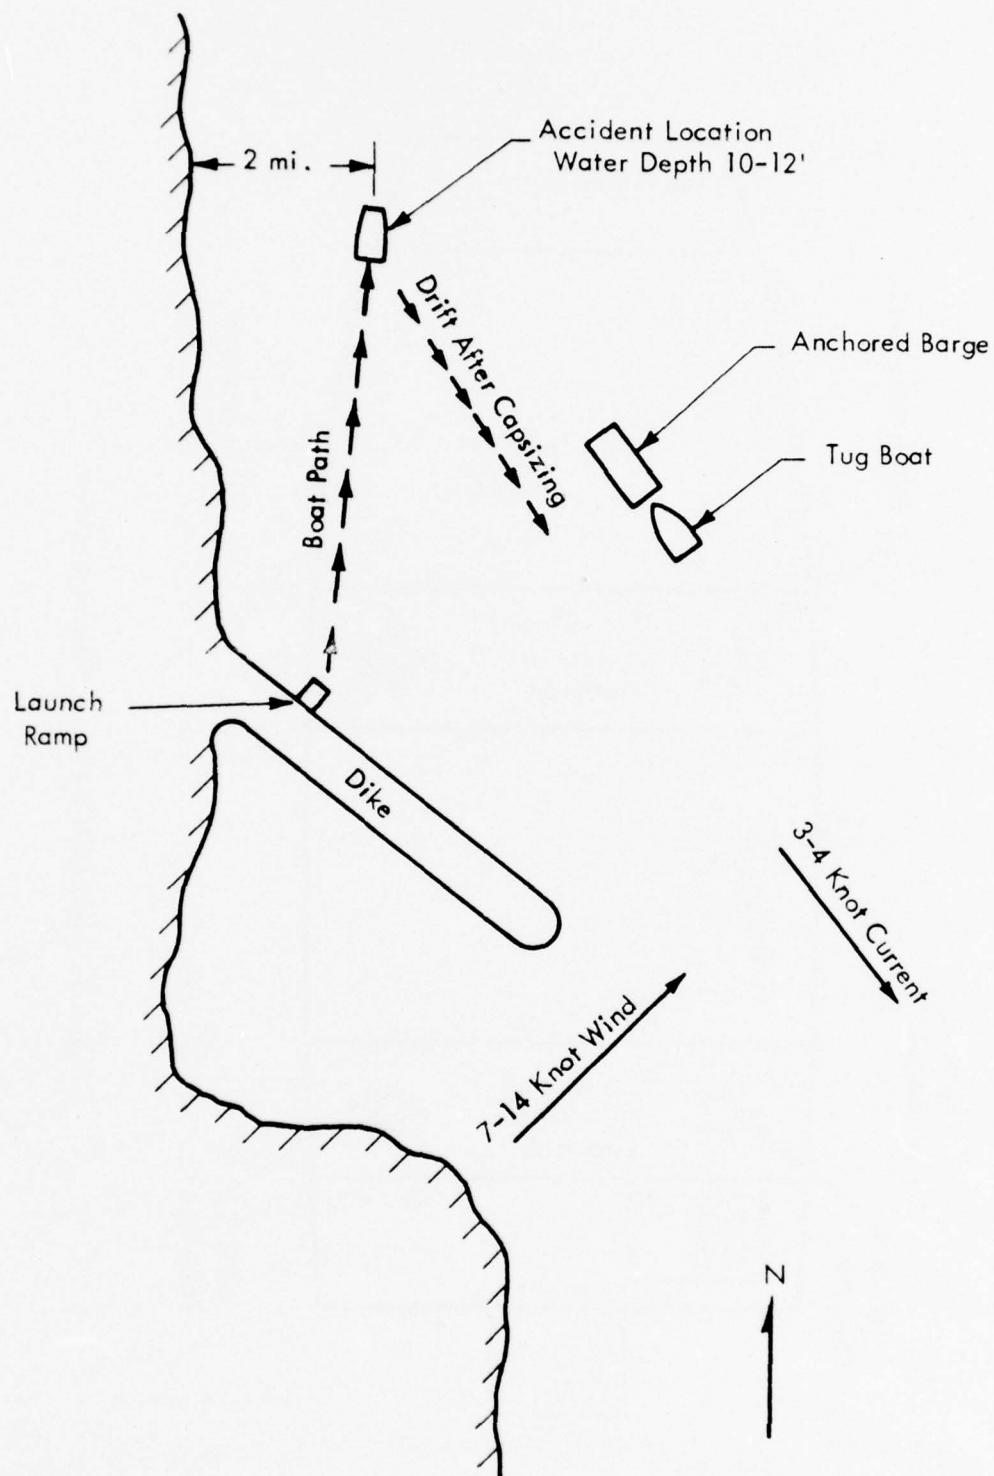 Accident Location
Water Depth 10-12'
2 mi.
Drift After Capsizing
Anchored Barge
Tug Boat
Boat Path
Launch
Ramp
Dike
3-4 Knot Current
7-14 Knot Wind
N